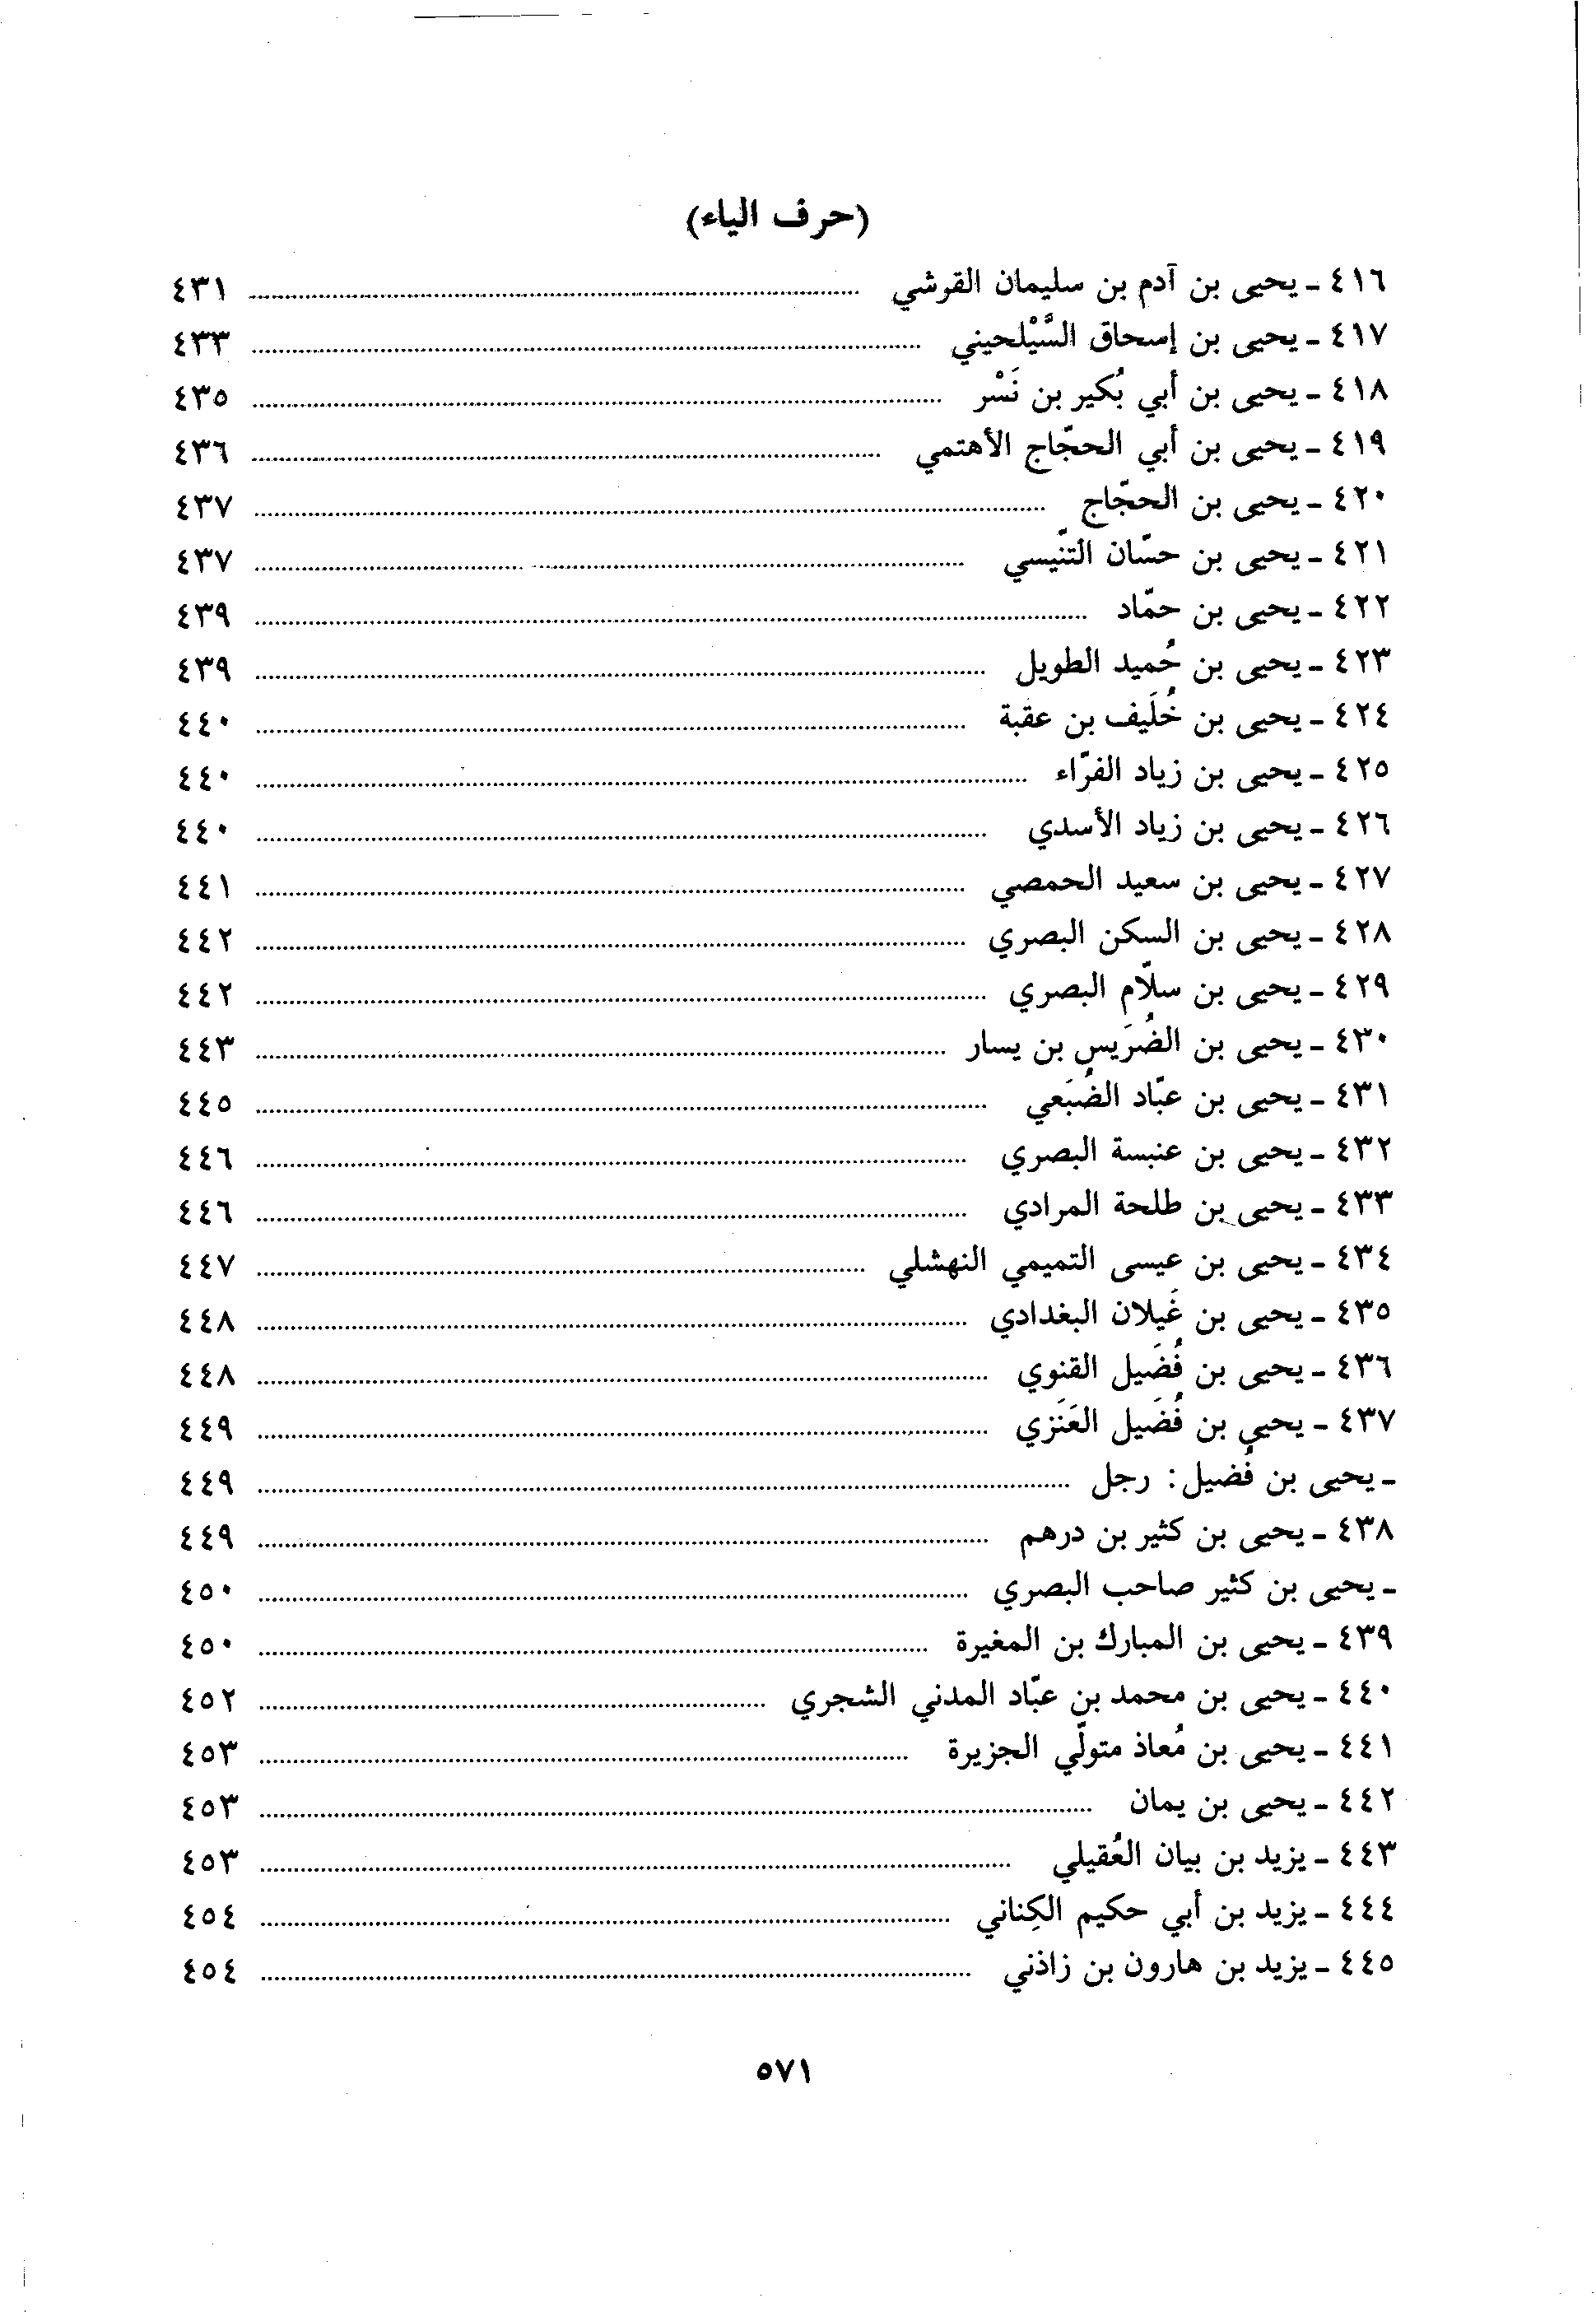 (حرف الياء)
٤١٦ - يحيى بن آدم بن سليمان القرشي ........ ٤٣١
٤١٧ - يحيى بن إسحاق السَّيْلحيني ........ ٤٣٣
٤١٨ - يحيى بن أبي بُكير بن نَسْر ........ ٤٣٥
٤١٩ - يحيى بن أبي الحجّاج الأهتمي ........ ٤٣٦
٤٢٠ - يحيى بن الحجّاج ........ ٤٣٧
٤٢١ - يحيى بن حسّان التنّيسي ........ ٤٣٧
٤٢٢ - يحيى بن حمّاد ........ ٤٣٩
٤٢٣ - يحيى بن حُميد الطويل ........ ٤٣٩
٤٢٤ - يحيى بن خُلَيف بن عقبة ........ ٤٤٠
٤٢٥ - يحيى بن زياد الفرّاء ........ ٤٤٠
٤٢٦ - يحيى بن زياد الأسدي ........ ٤٤٠
٤٢٧ - يحيى بن سعيد الحمصي ........ ٤٤١
٤٢٨ - يحيى بن السكن البصري ........ ٤٤٢
٤٢٩ - يحيى بن سلّام البصري ........ ٤٤٢
٤٣٠ - يحيى بن الضُرَيس بن يسار ........ ٤٤٣
٤٣١ - يحيى بن عبّاد الضُبَعي ........ ٤٤٥
٤٣٢ - يحيى بن عنبسة البصري ........ ٤٤٦
٤٣٣ - يحيى بن طلحة المرادي ........ ٤٤٦
٤٣٤ - يحيى بن عيسى التميمي النهشلي ........ ٤٤٧
٤٣٥ - يحيى بن غَيلان البغدادي ........ ٤٤٨
٤٣٦ - يحيى بن فُضَيل القنوي ........ ٤٤٨
٤٣٧ - يحيى بن فُضَيل العَنَزي ........ ٤٤٩
- يحيى بن فُضيل: رجل ........ ٤٤٩
٤٣٨ - يحيى بن كثير بن درهم ........ ٤٤٩
- يحيى بن كثير صاحب البصري ........ ٤٥٠
٤٣٩ - يحيى بن المبارك بن المغيرة ........ ٤٥٠
٤٤٠ - يحيى بن محمد بن عبّاد المدني الشجري ........ ٤٥٢
٤٤١ - يحيى بن مُعاذ متولّي الجزيرة ........ ٤٥٣
٤٤٢ - يحيى بن يمان ........ ٤٥٣
٤٤٣ - يزيد بن بيان العُقيلي ........ ٤٥٣
٤٤٤ - يزيد بن أبي حكيم الكِناني ........ ٤٥٤
٤٤٥ - يزيد بن هارون بن زاذني ........ ٤٥٤
٥٧١